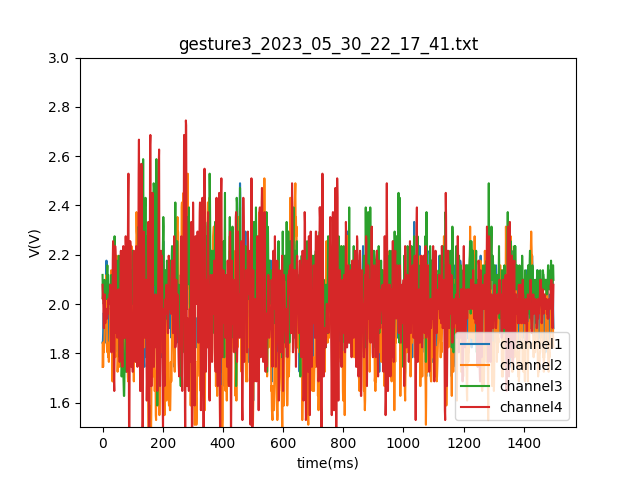 gesture3_2023_05_30_22_17_41.txt
3.0
2.8
2.6
2.4
2.2
2.0
1.8
1.6
V(V)
0 200 400 600 800 1000 1200 1400
time(ms)
channel1
channel2
channel3
channel4